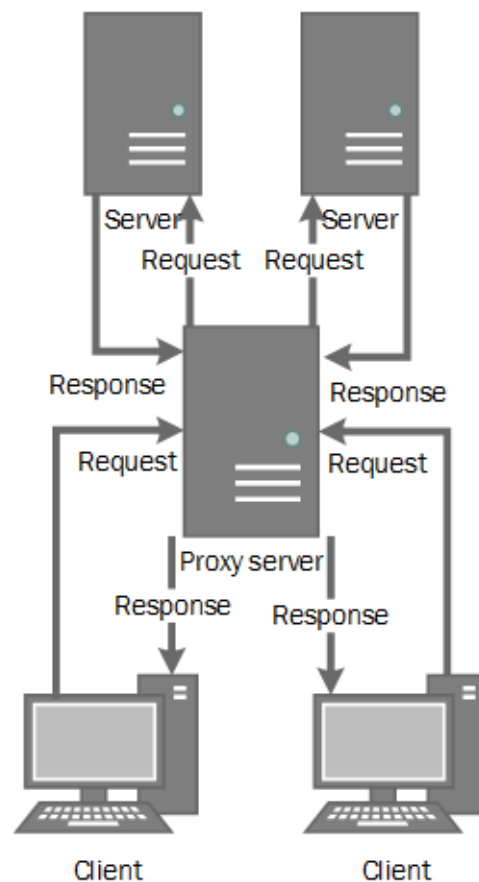 Server
Server
Request
Request
Response
Response
Request
Request
Proxy server
Response
Response
Client
Client